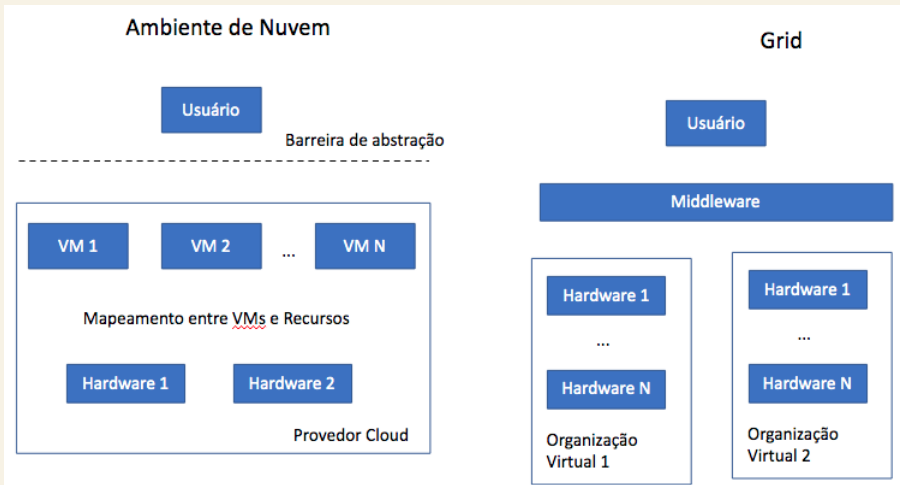 Ambiente de Nuvem
Usuário
Barreira de abstração
VM 1
VM 2
...
VM N
Mapeamento entre VMs e Recursos
Hardware 1
Hardware 2
Provedor Cloud
Grid
Usuário
Middleware
Hardware 1
...
Hardware N
Organização
Virtual 1
Hardware 1
...
Hardware N
Organização
Virtual 2